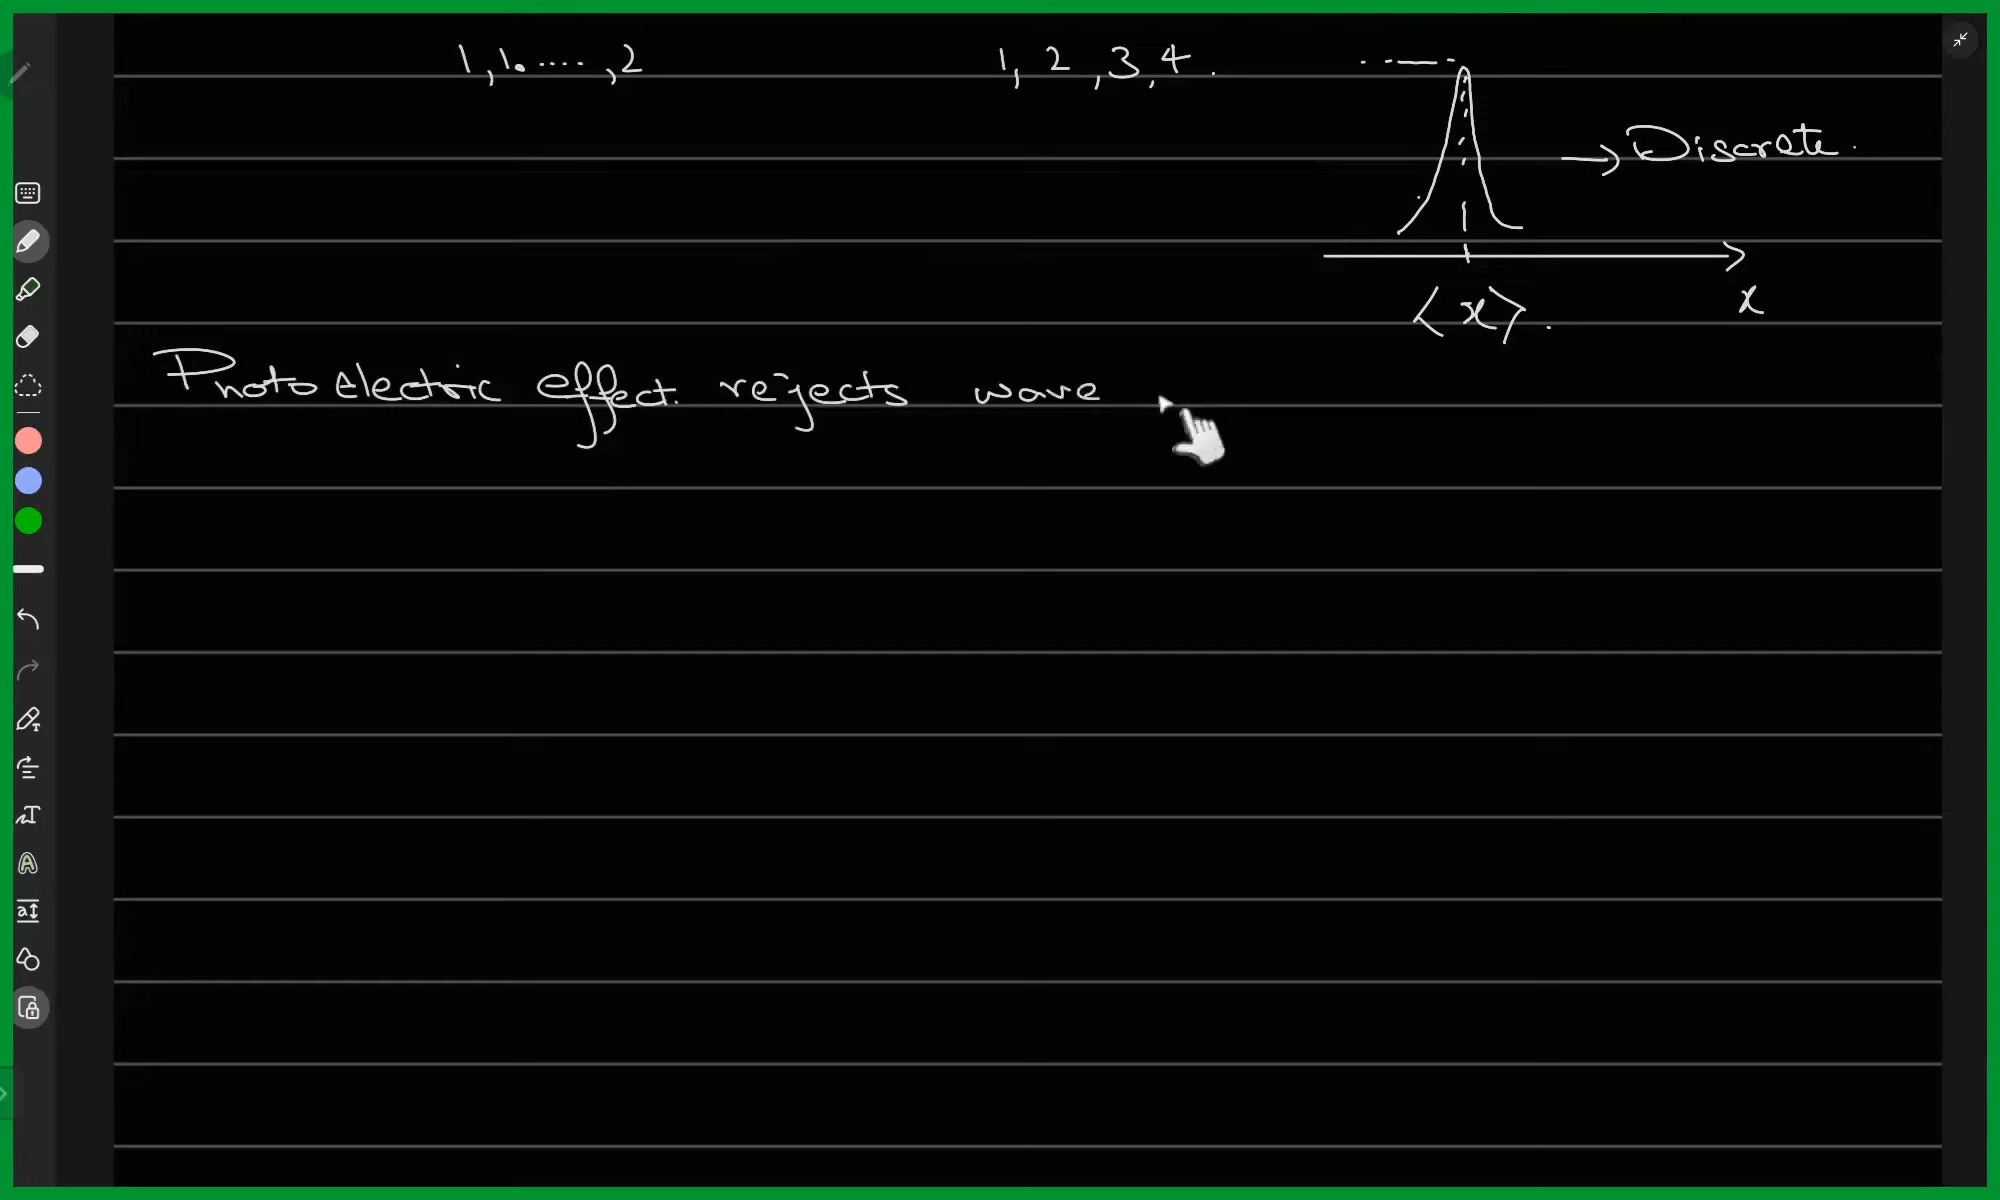 1, 1. ...., 2 1, 2, 3, 4.
→ Discrete.
x
⟨x⟩.
Photo electric effect. rejects wave